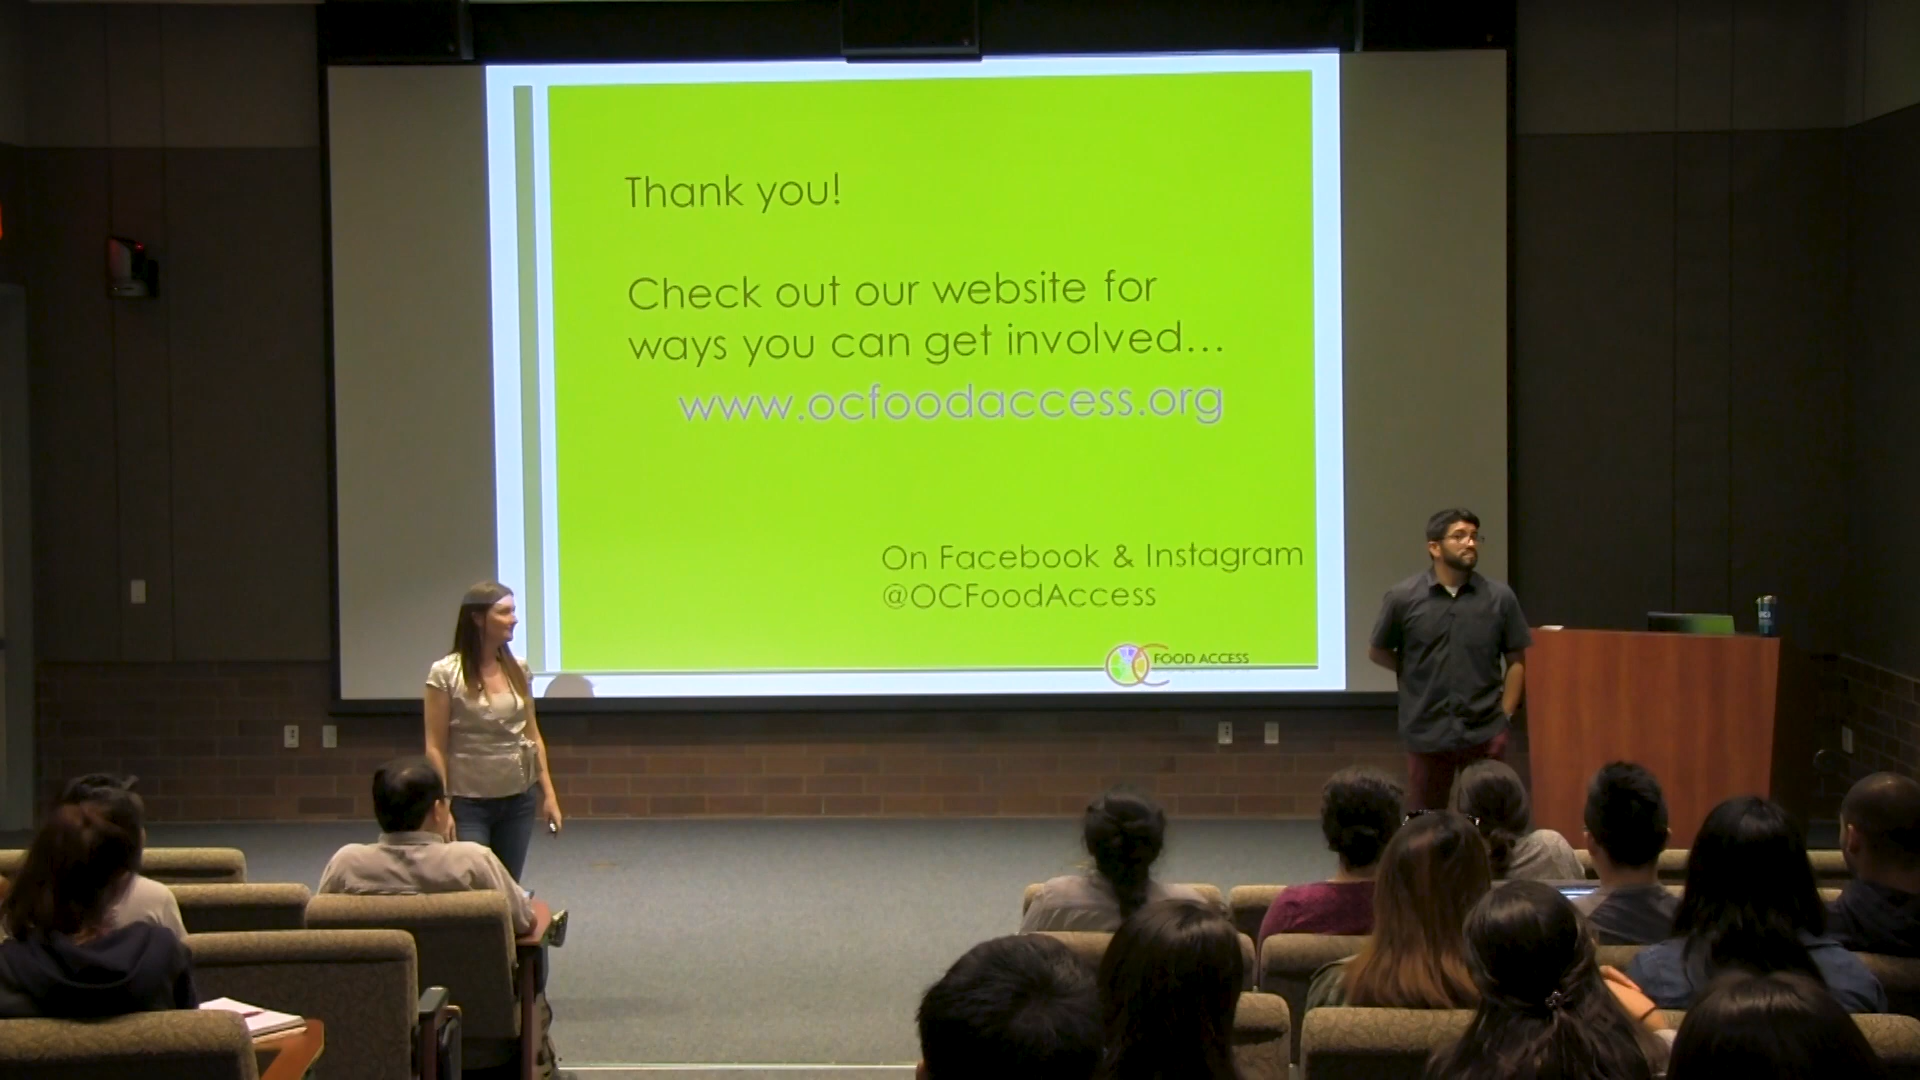 Thank you!
Check out our website for
ways you can get involved...
www.ocfoodaccess.org
On Facebook & Instagram
@OCFoodAccess
OC FOOD ACCESS